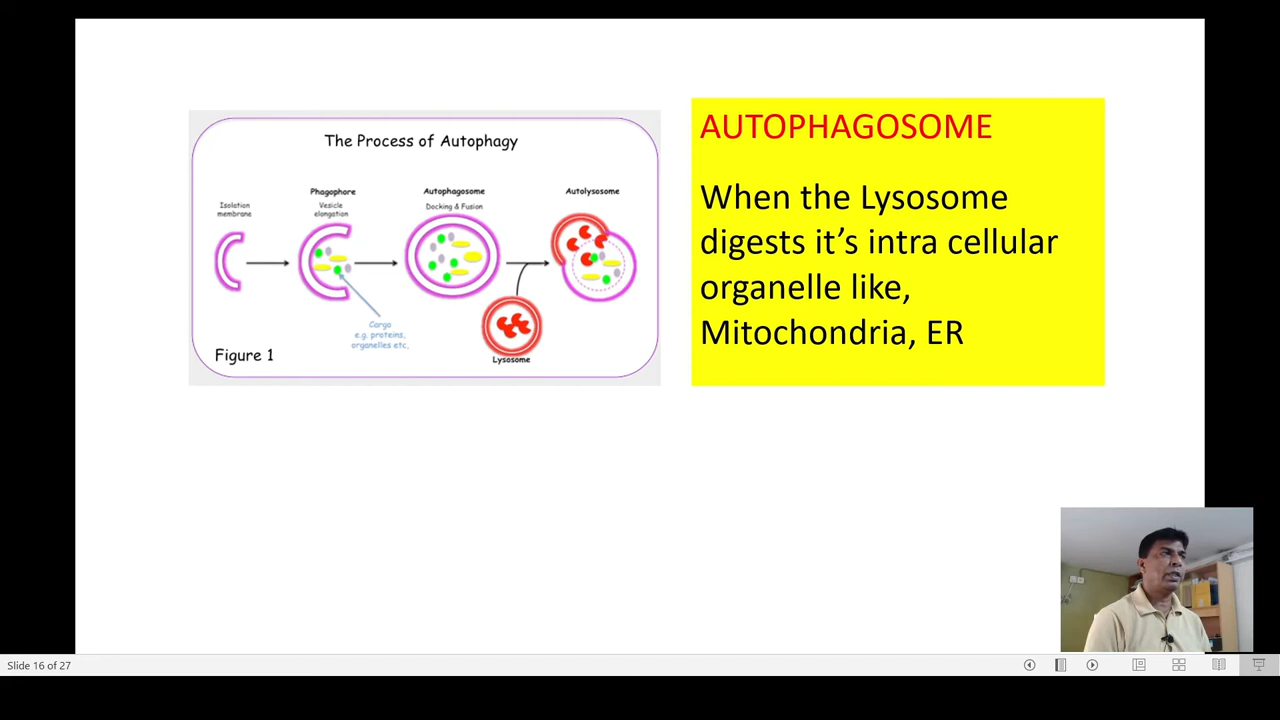 The Process of Autophagy
Isolation
membrane
Phagophore
Vesicle
elongation
Autophagosome
Docking & Fusion
Autolysosome
Cargo
e.g. proteins,
organelles etc,
Lysosome
Figure 1
AUTOPHAGOSOME
When the Lysosome
digests it’s intra cellular
organelle like,
Mitochondria, ER
Slide 16 of 27